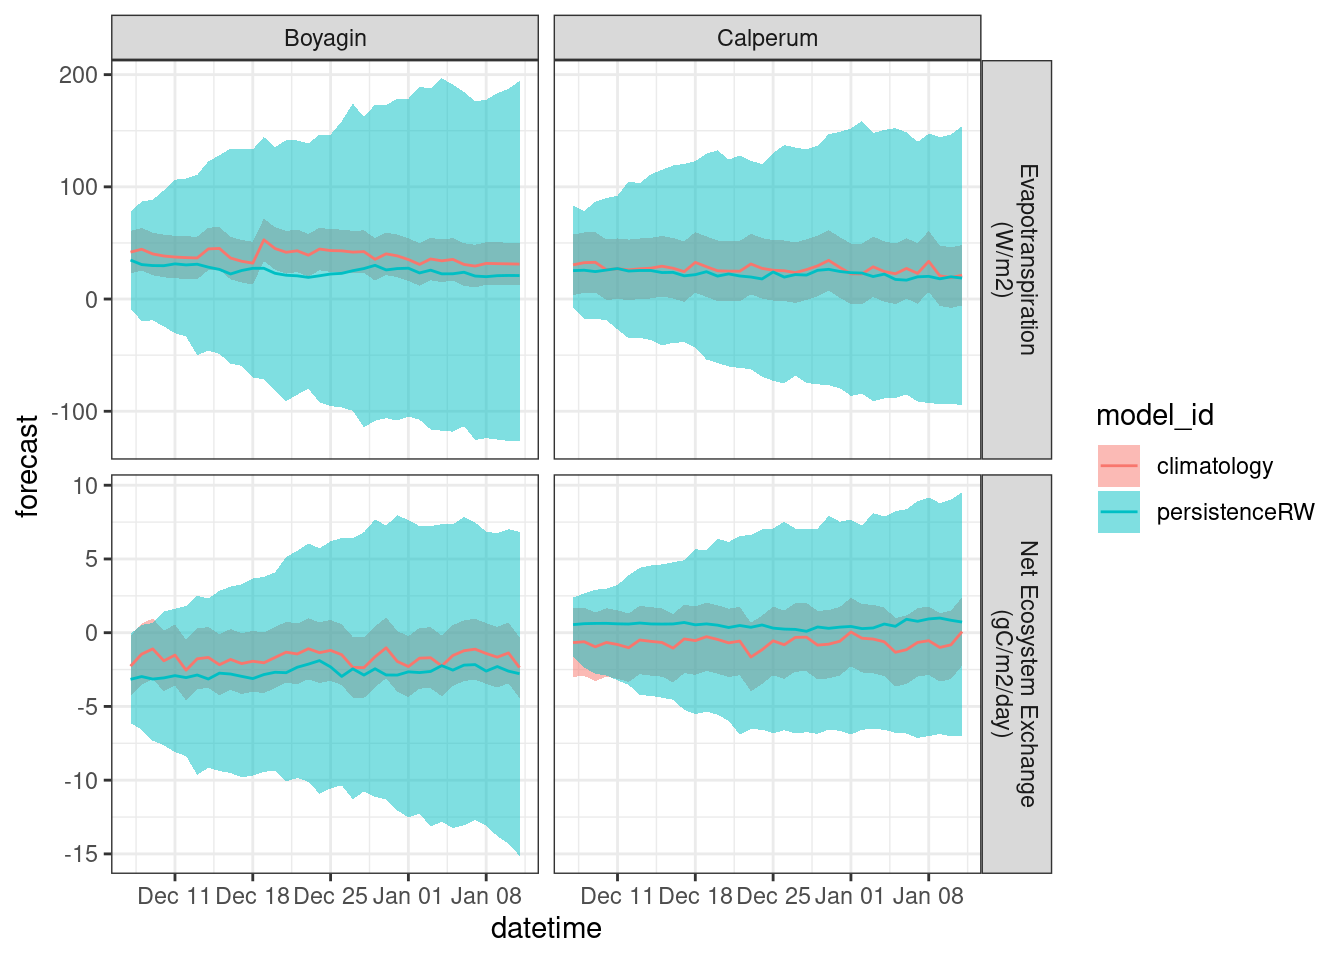 Boyagin
Calperum
200
100
0
-100
Evapotranspiration
(W/m2)
10
5
0
-5
-10
-15
Net Ecosystem Exchange
(gC/m2/day)
Dec 11 Dec 18 Dec 25 Jan 01 Jan 08
Dec 11 Dec 18 Dec 25 Jan 01 Jan 08
datetime
forecast
model_id
climatology
persistenceRW